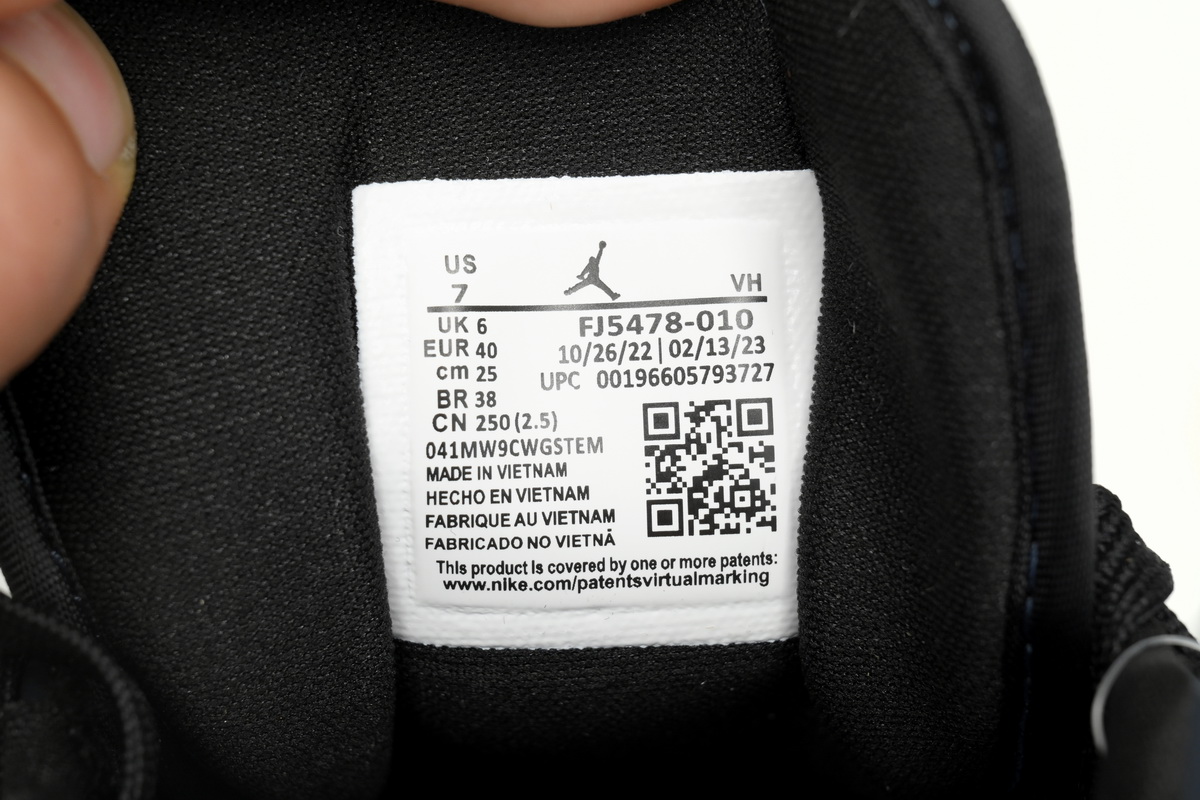 US
7
VH
UK 6
FJ5478-010
EUR 40
10/26/22 | 02/13/23
cm 25
UPC 00196605793727
BR 38
CN 250 (2.5)
041MW9CWGSTEM
MADE IN VIETNAM
HECHO EN VIETNAM
FABRIQUE AU VIETNAM
FABRICADO NO VIETNÃ
This product is covered by one or more patents:
www.nike.com/patentsvirtualmarking